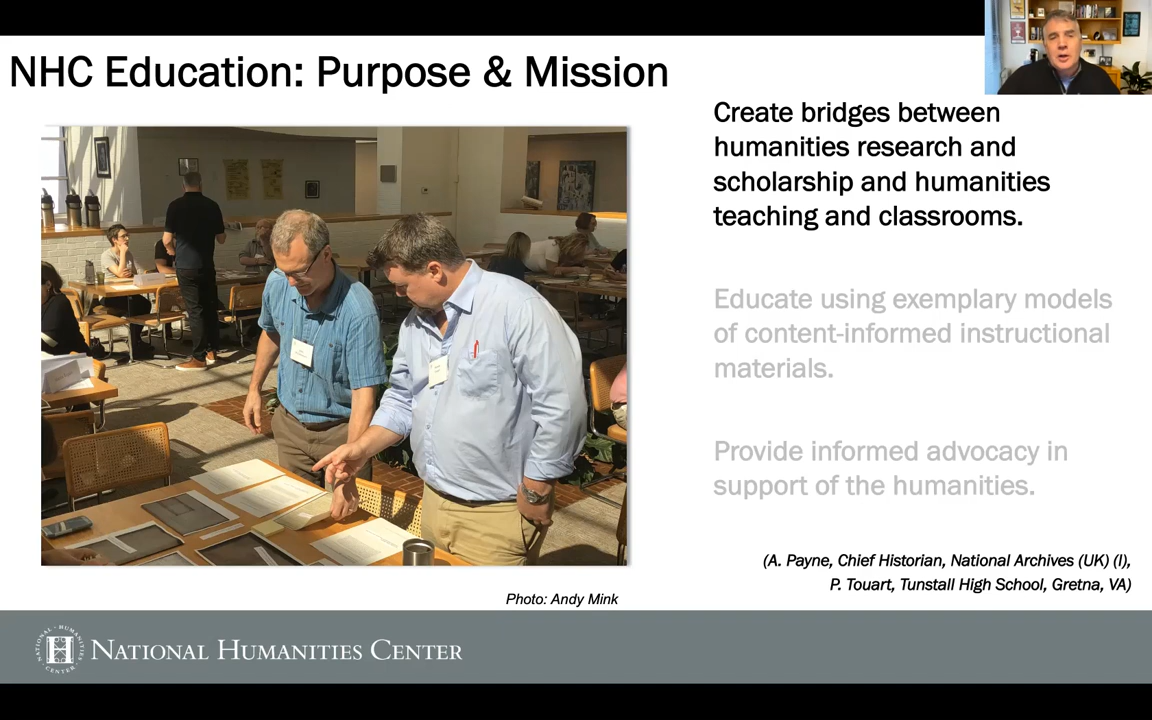 NHC Education: Purpose & Mission
Create bridges between
humanities research and
scholarship and humanities
teaching and classrooms.
Educate using exemplary models
of content-informed instructional
materials.
Provide informed advocacy in
support of the humanities.
(A. Payne, Chief Historian, National Archives (UK) (l),
P. Touart, Tunstall High School, Gretna, VA)
Photo: Andy Mink
NATIONAL HUMANITIES CENTER